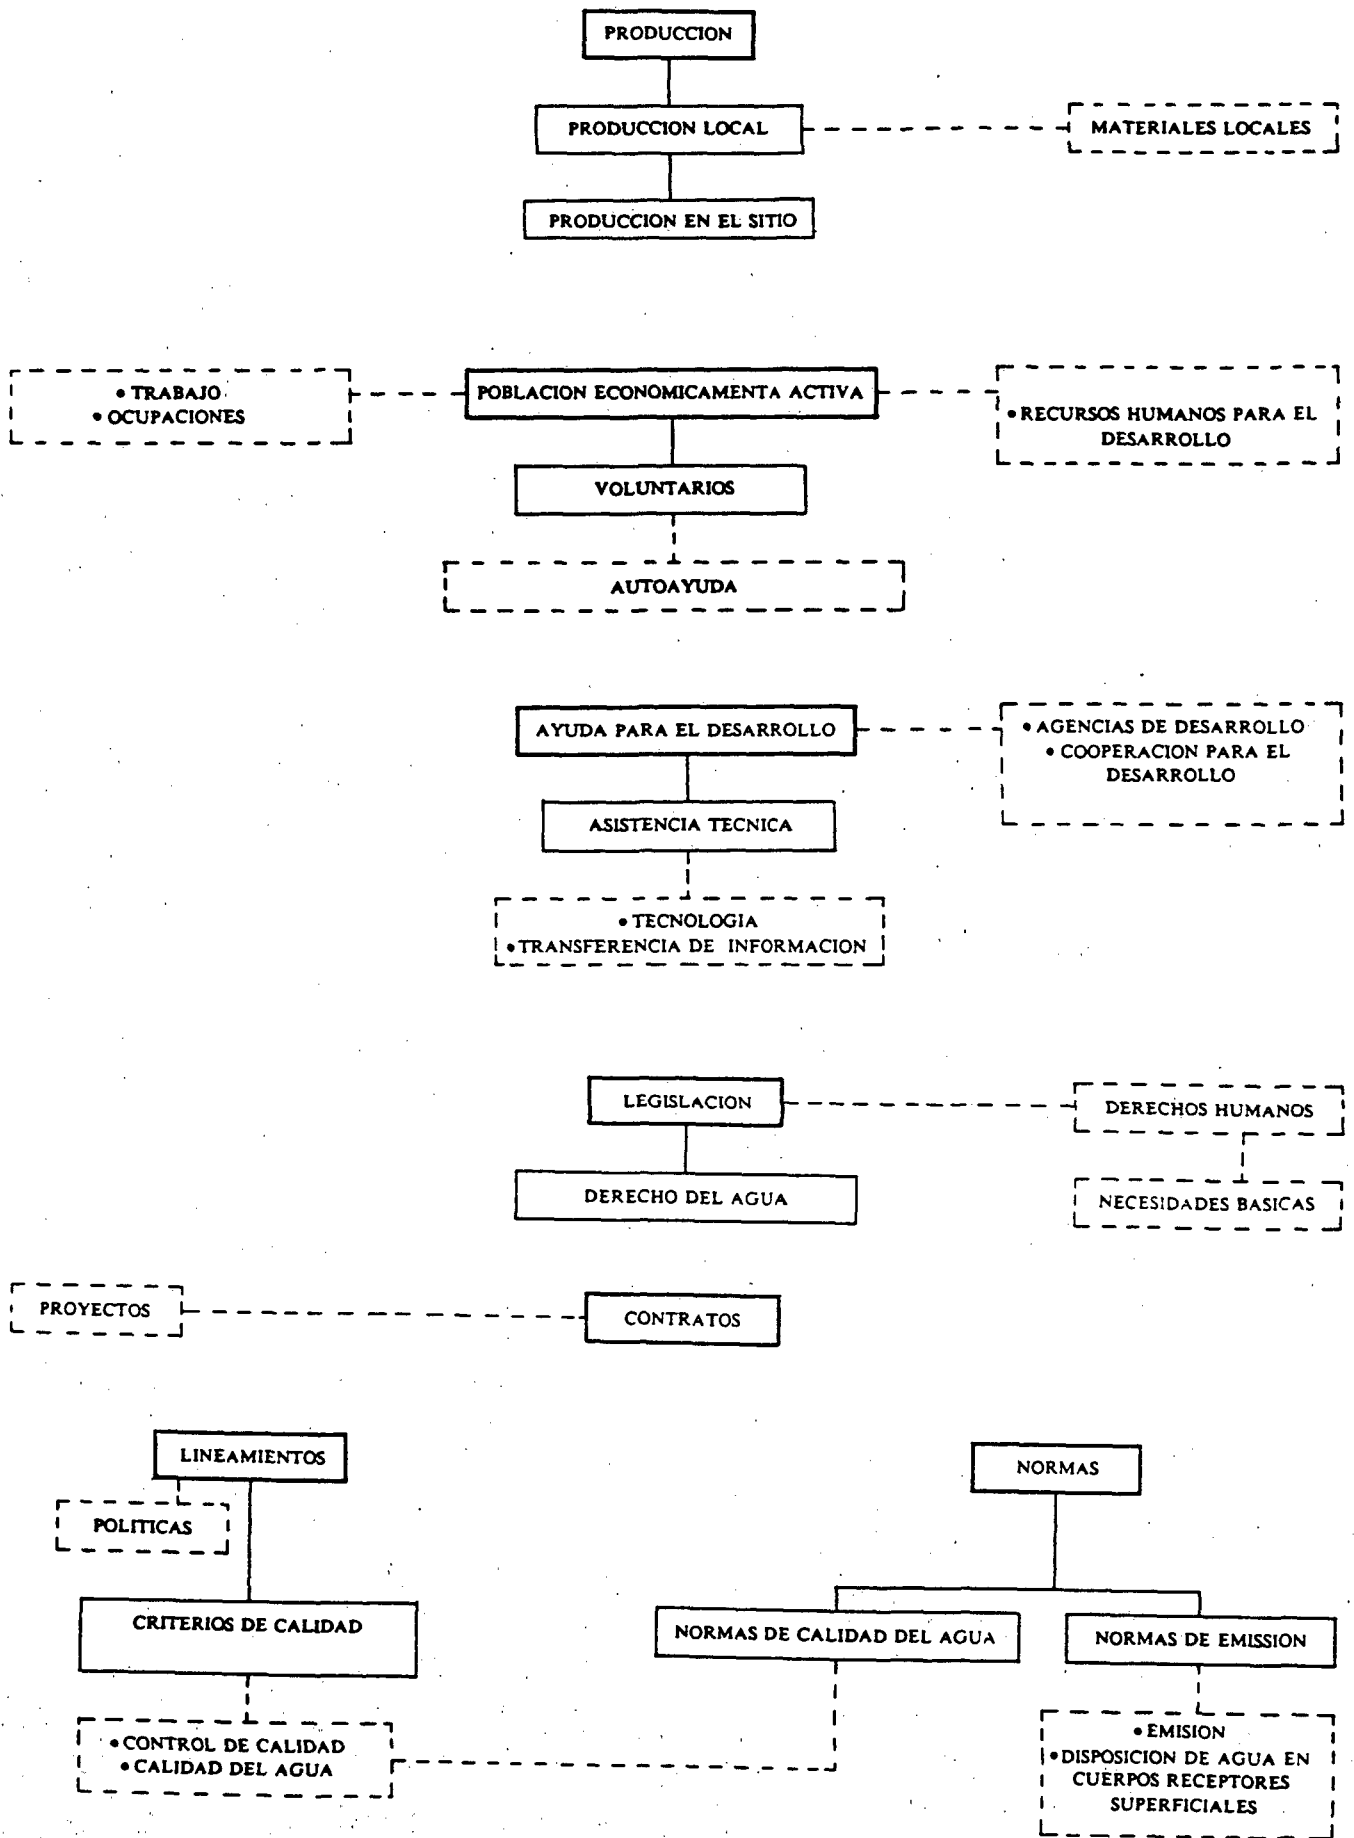 PRODUCCION
PRODUCCION LOCAL
MATERIALES LOCALES
PRODUCCION EN EL SITIO
• TRABAJO
• OCUPACIONES
POBLACION ECONOMICAMENTA ACTIVA
• RECURSOS HUMANOS PARA EL
DESARROLLO
VOLUNTARIOS
AUTOAYUDA
AYUDA PARA EL DESARROLLO
• AGENCIAS DE DESARROLLO
• COOPERACION PARA EL
DESARROLLO
ASISTENCIA TECNICA
• TECNOLOGIA
• TRANSFERENCIA DE INFORMACION
LEGISLACION
DERECHOS HUMANOS
DERECHO DEL AGUA
NECESIDADES BASICAS
PROYECTOS
CONTRATOS
LINEAMIENTOS
POLITICAS
CRITERIOS DE CALIDAD
• CONTROL DE CALIDAD
• CALIDAD DEL AGUA
NORMAS
NORMAS DE CALIDAD DEL AGUA
NORMAS DE EMISSION
• EMISION
• DISPOSICION DE AGUA EN
CUERPOS RECEPTORES
SUPERFICIALES